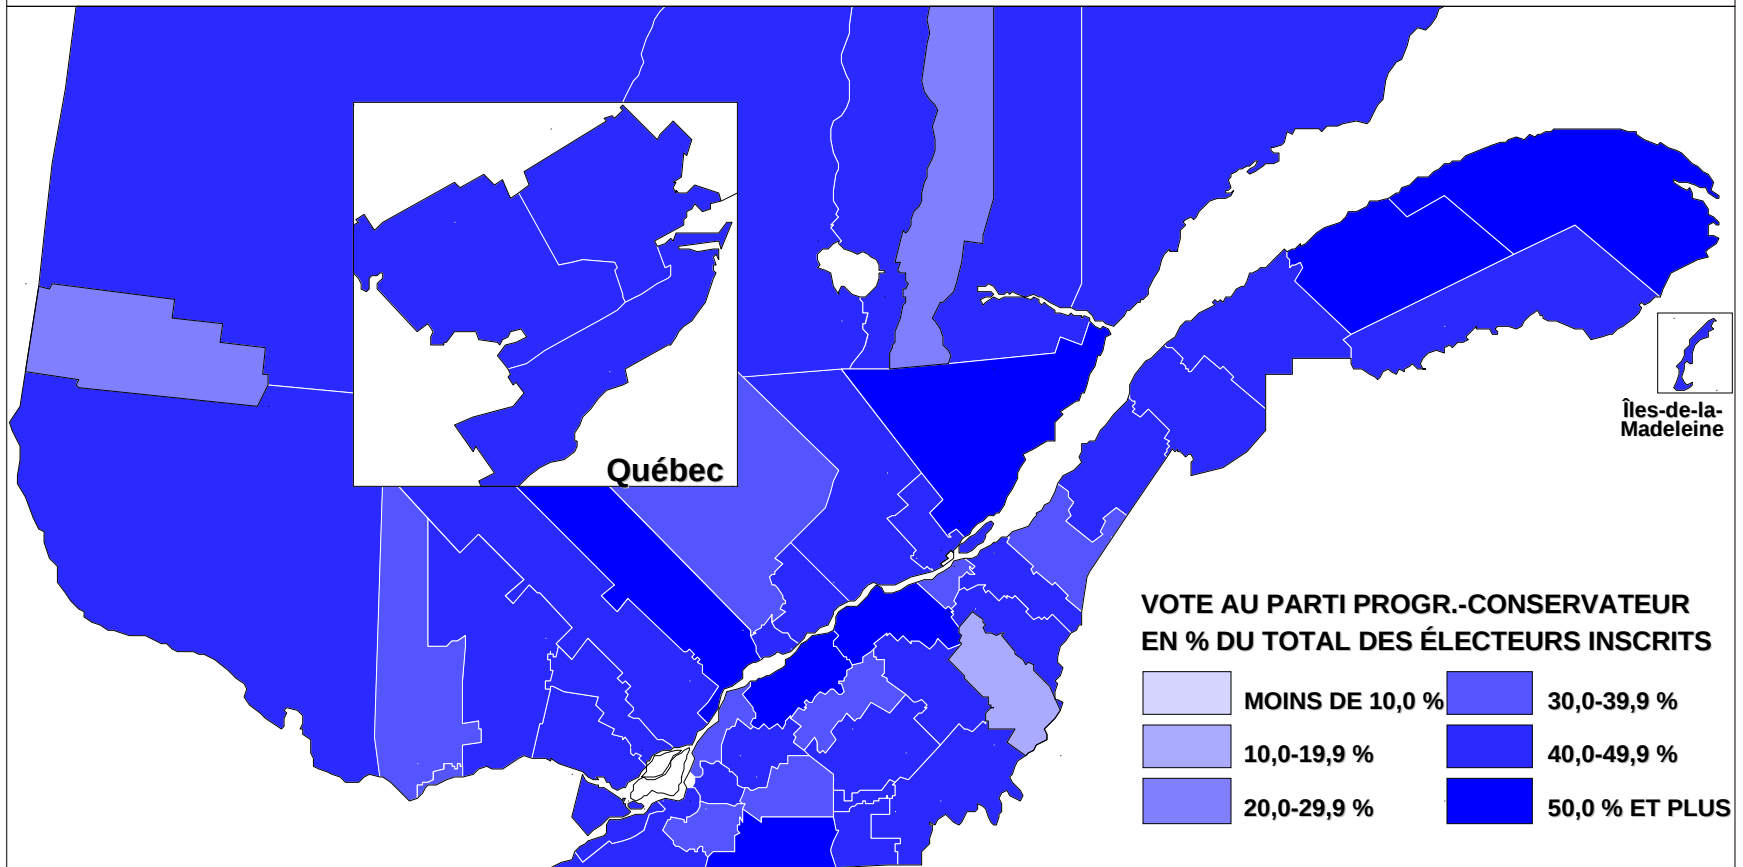 Québec
Îles-de-la-
Madeleine
VOTE AU PARTI PROGR.-CONSERVATEUR
EN % DU TOTAL DES ÉLECTEURS INSCRITS
MOINS DE 10,0 %
30,0-39,9 %
10,0-19,9 %
40,0-49,9 %
20,0-29,9 %
50,0 % ET PLUS